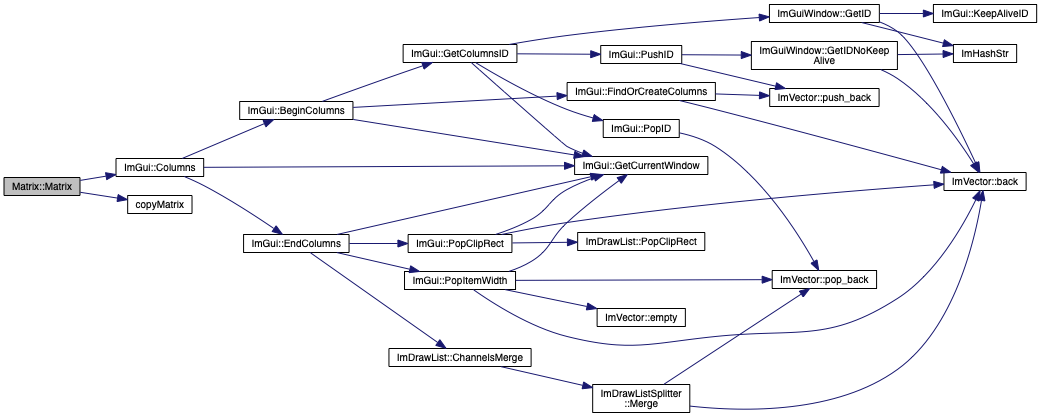 ImGuiWindow::GetID
ImGui::KeepAliveID
ImGui::GetColumnsID
ImGui::PushID
ImGuiWindow::GetIDNoKeep
Alive
ImHashStr
ImGui::FindOrCreateColumns
ImVector::push_back
ImGui::BeginColumns
ImGui::PopID
ImGui::Columns
ImGui::GetCurrentWindow
Matrix::Matrix
ImVector::back
copyMatrix
ImGui::EndColumns
ImGui::PopClipRect
ImDrawList::PopClipRect
ImGui::PopItemWidth
ImVector::pop_back
ImVector::empty
ImDrawList::ChannelsMerge
ImDrawListSplitter
::Merge